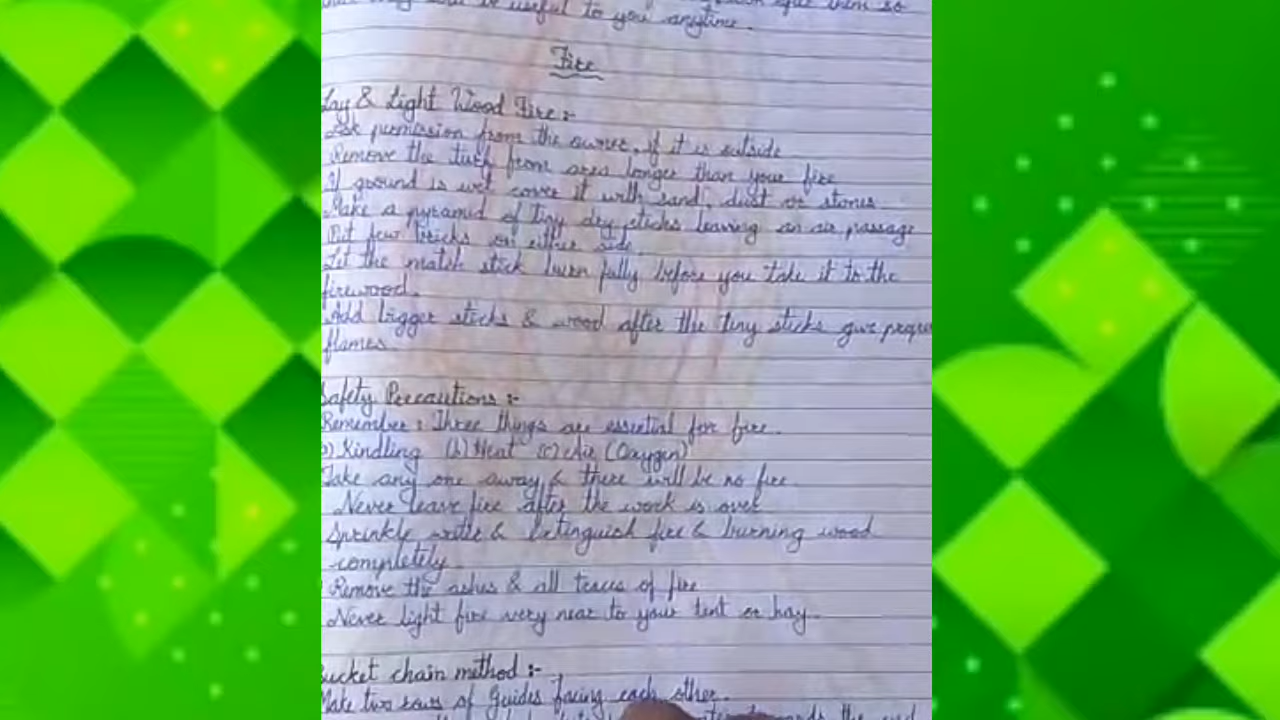 useful to you anytime.
Fire
Lay & Light Wood Fire :-
Ask permission from the owner, if it is outside
Remove the turf from area longer than your fire
If ground is wet cover it with sand, dust or stones
Make a pyramid of tiny dry sticks leaving an air passage
Put few bricks on either side.
Let the match stick burn fully before you take it to the
firewood.
Add bigger sticks & wood after the tiny sticks give
flames.
Safety Precautions :-
Remember : Three things are essential for fire.
a) Kindling (b) Heat (c) Air (Oxygen)
Take any one away & there will be no fire
Never leave fire after the work is over
Sprinkle water & Extinguish fire & burning wood
completely.
Remove the ashes & all traces of fire
Never light fire very near to your tent or hay.
Bucket chain method :-
Make two rows of Guides facing each other.
towards the